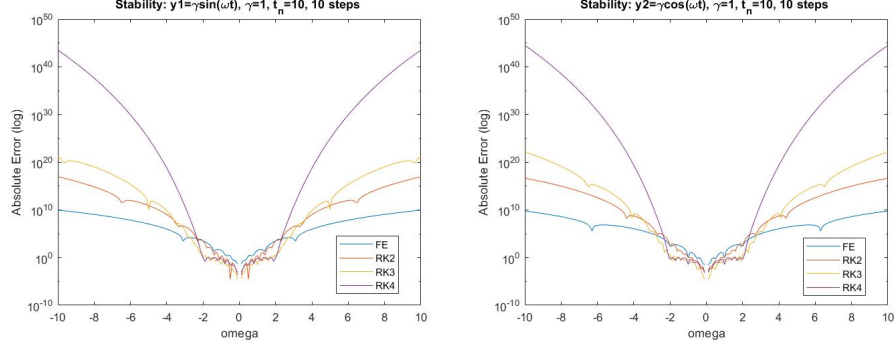 Stability: y1=γsin(ωt), γ=1, t_n=10, 10 steps
Absolute Error (log)
10^50
10^40
10^30
10^20
10^10
10^0
10^-10
-10 -8 -6 -4 -2 0 2 4 6 8 10
omega
FE
RK2
RK3
RK4
Stability: y2=γcos(ωt), γ=1, t_n=10, 10 steps
Absolute Error (log)
10^50
10^40
10^30
10^20
10^10
10^0
10^-10
-10 -8 -6 -4 -2 0 2 4 6 8 10
omega
FE
RK2
RK3
RK4